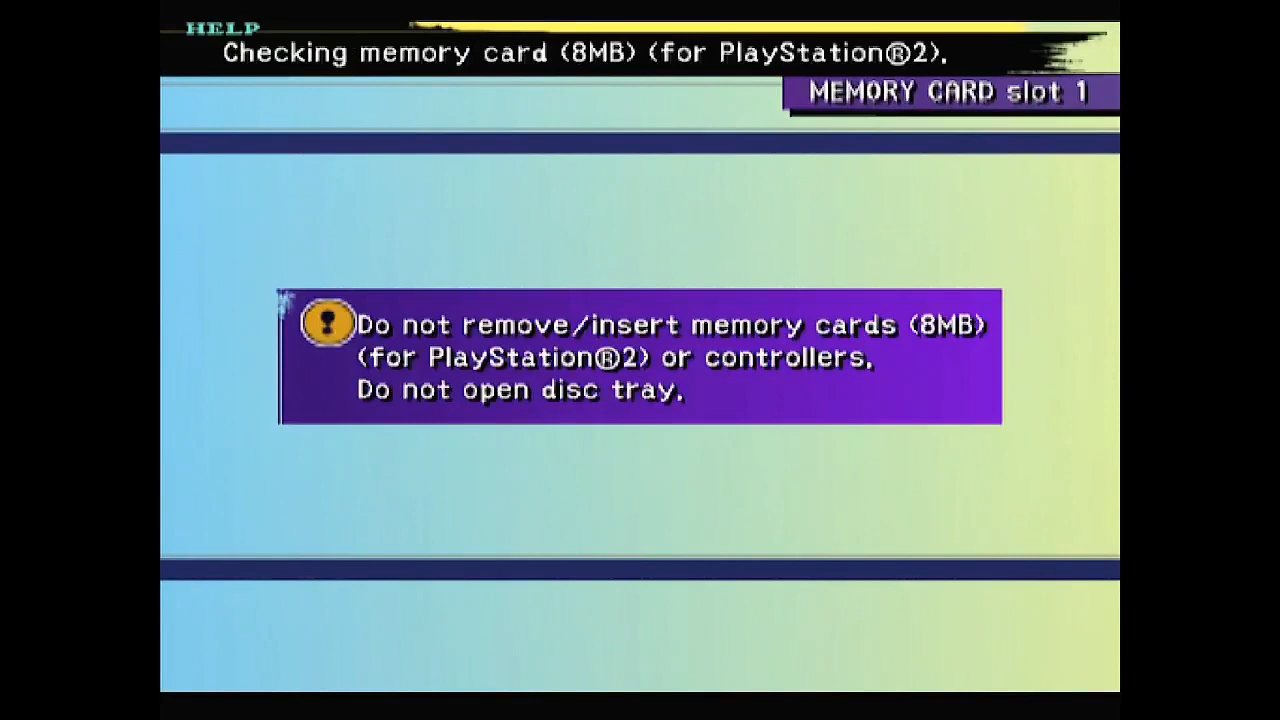 HELP
Checking memory card (8MB) (for PlayStation®2).
MEMORY CARD slot 1
Do not remove/insert memory cards (8MB)
(for PlayStation®2) or controllers.
Do not open disc tray.